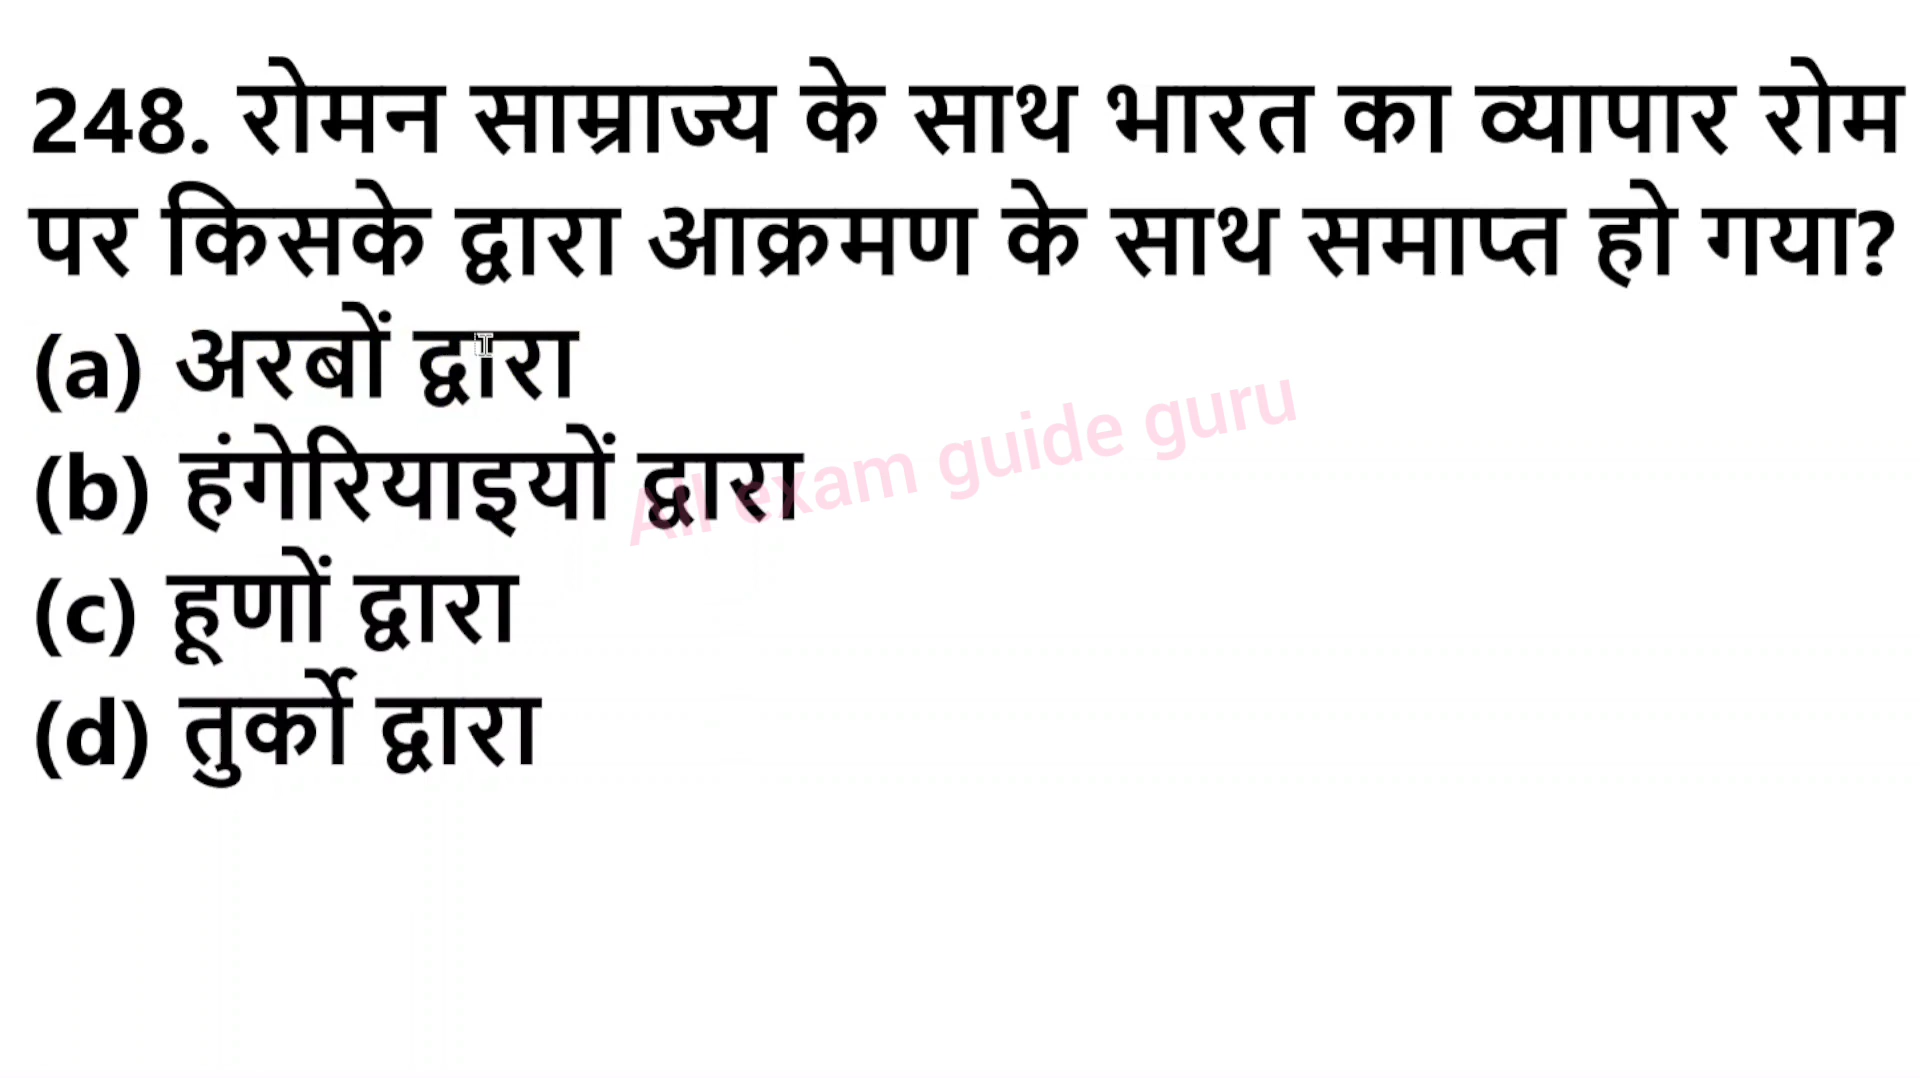 248. रोमन साम्राज्य के साथ भारत का व्यापार रोम
पर किसके द्वारा आक्रमण के साथ समाप्त हो गया?
(a) अरबों द्वारा
(b) हंगेरियाइयों द्वारा
(c) हूणों द्वारा
(d) तुर्को द्वारा
All exam guide guru